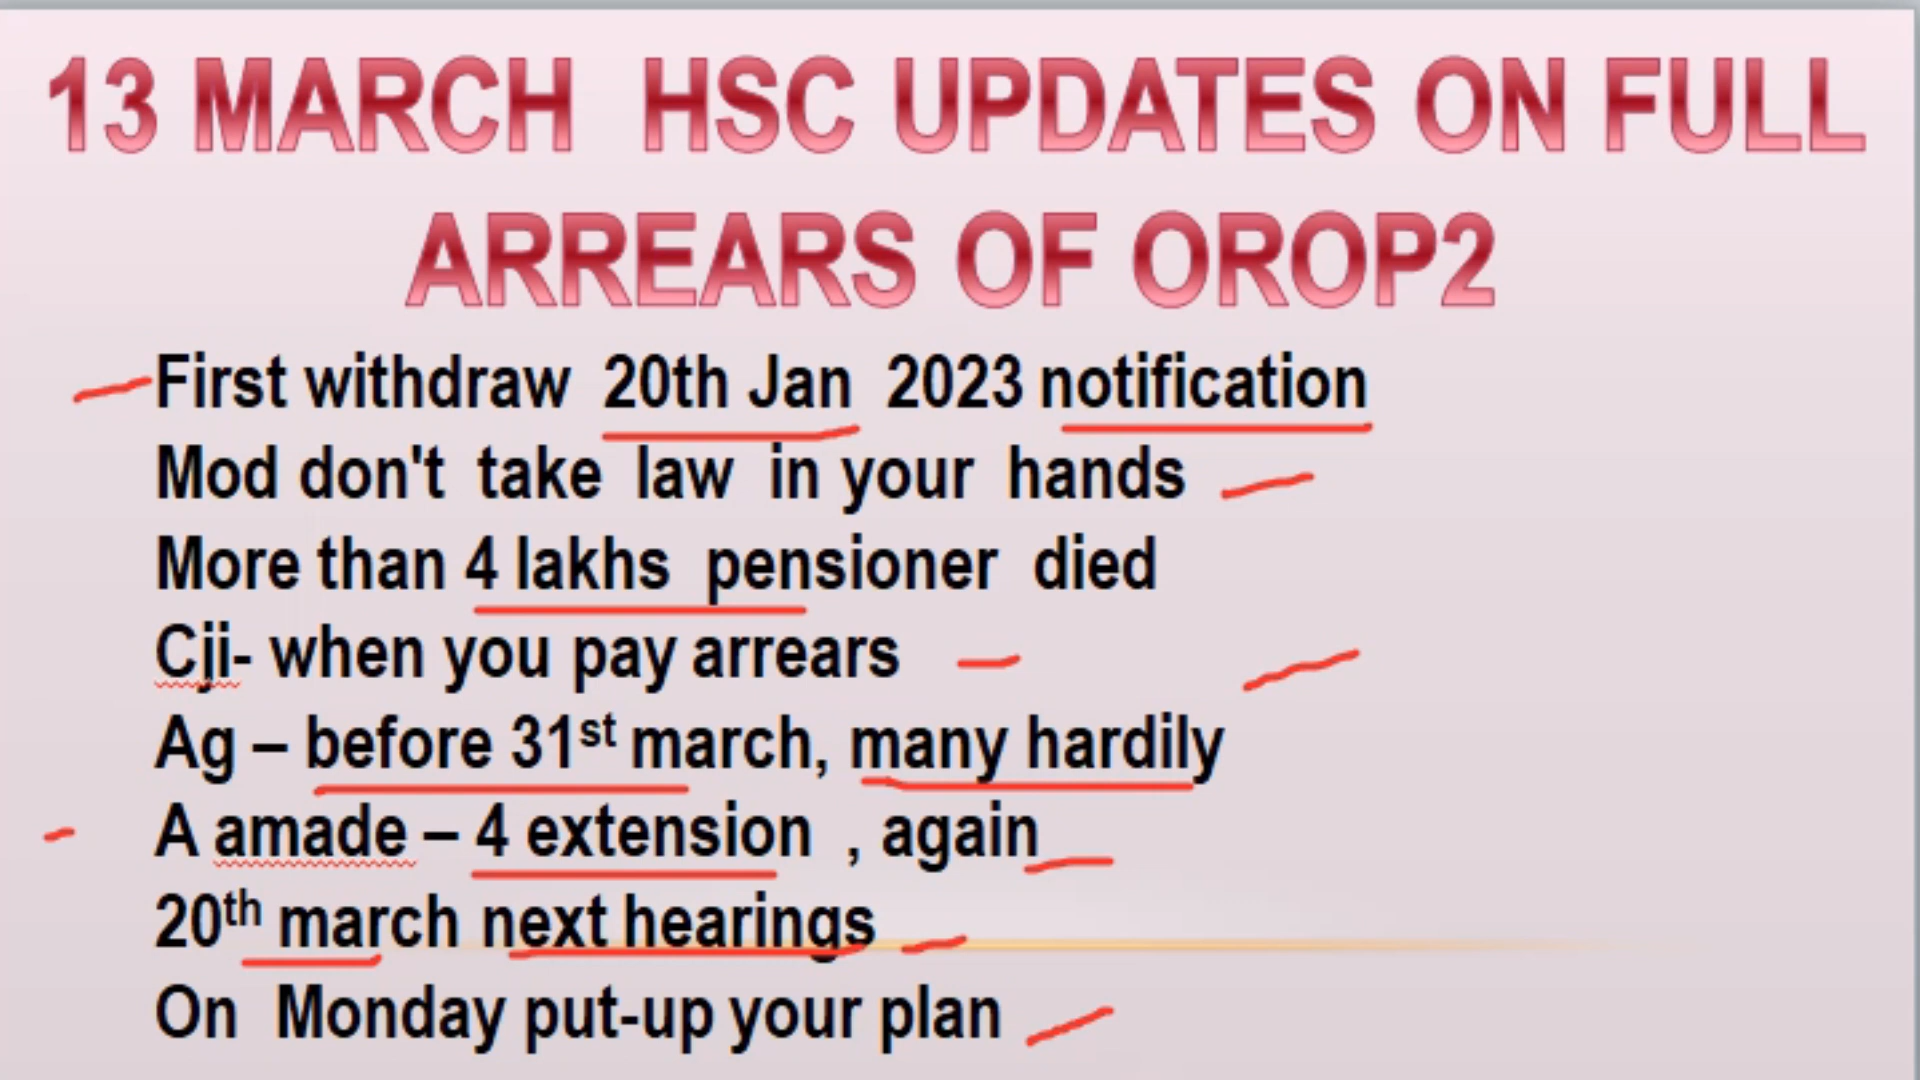 13 MARCH HSC UPDATES ON FULL
ARREARS OF OROP2
First withdraw 20th Jan 2023 notification
Mod don't take law in your hands
More than 4 lakhs pensioner died
Cji- when you pay arrears
Ag – before 31st march, many hardily
A amade – 4 extension , again
20th march next hearings
On Monday put-up your plan